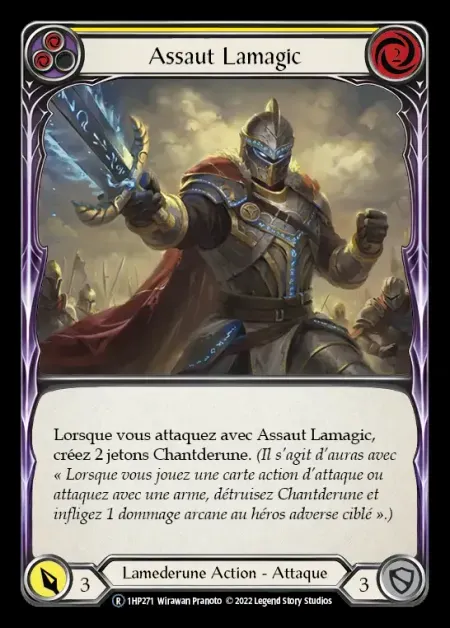 2
Assaut Lamagic
Lorsque vous attaquez avec Assaut Lamagic,
créez 2 jetons Chantderune. (Il s'agit d'auras avec
« Lorsque vous jouez une carte action d'attaque ou
attaquez avec une arme, détruisez Chantderune et
infligez 1 dommage arcane au héros adverse ciblé ».)
3
Lamederune Action - Attaque
3
R 1HP271 Wirawan Pranoto © 2022 Legend Story Studios